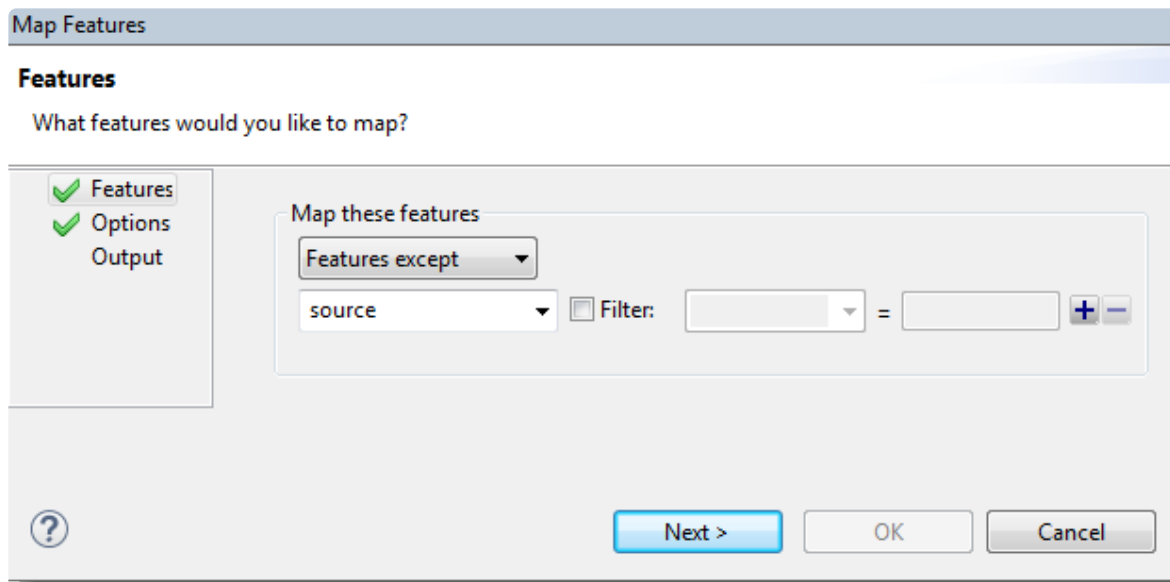 Map Features
Features
What features would you like to map?
Features
Options
Output
Map these features
Features except
source Filter: = + −
? Next > OK Cancel